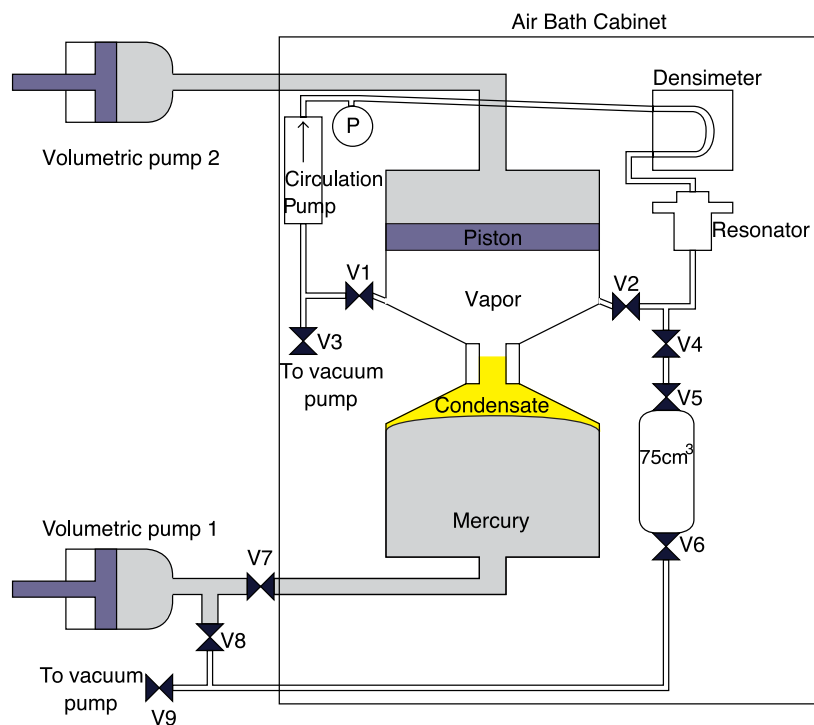 Air Bath Cabinet
Densimeter
P
Volumetric pump 2
Circulation
Pump
Piston
Resonator
V1
V2
Vapor
V3
V4
To vacuum
pump
V5
Condensate
75cm³
Mercury
Volumetric pump 1
V7
V6
V8
To vacuum
pump
V9